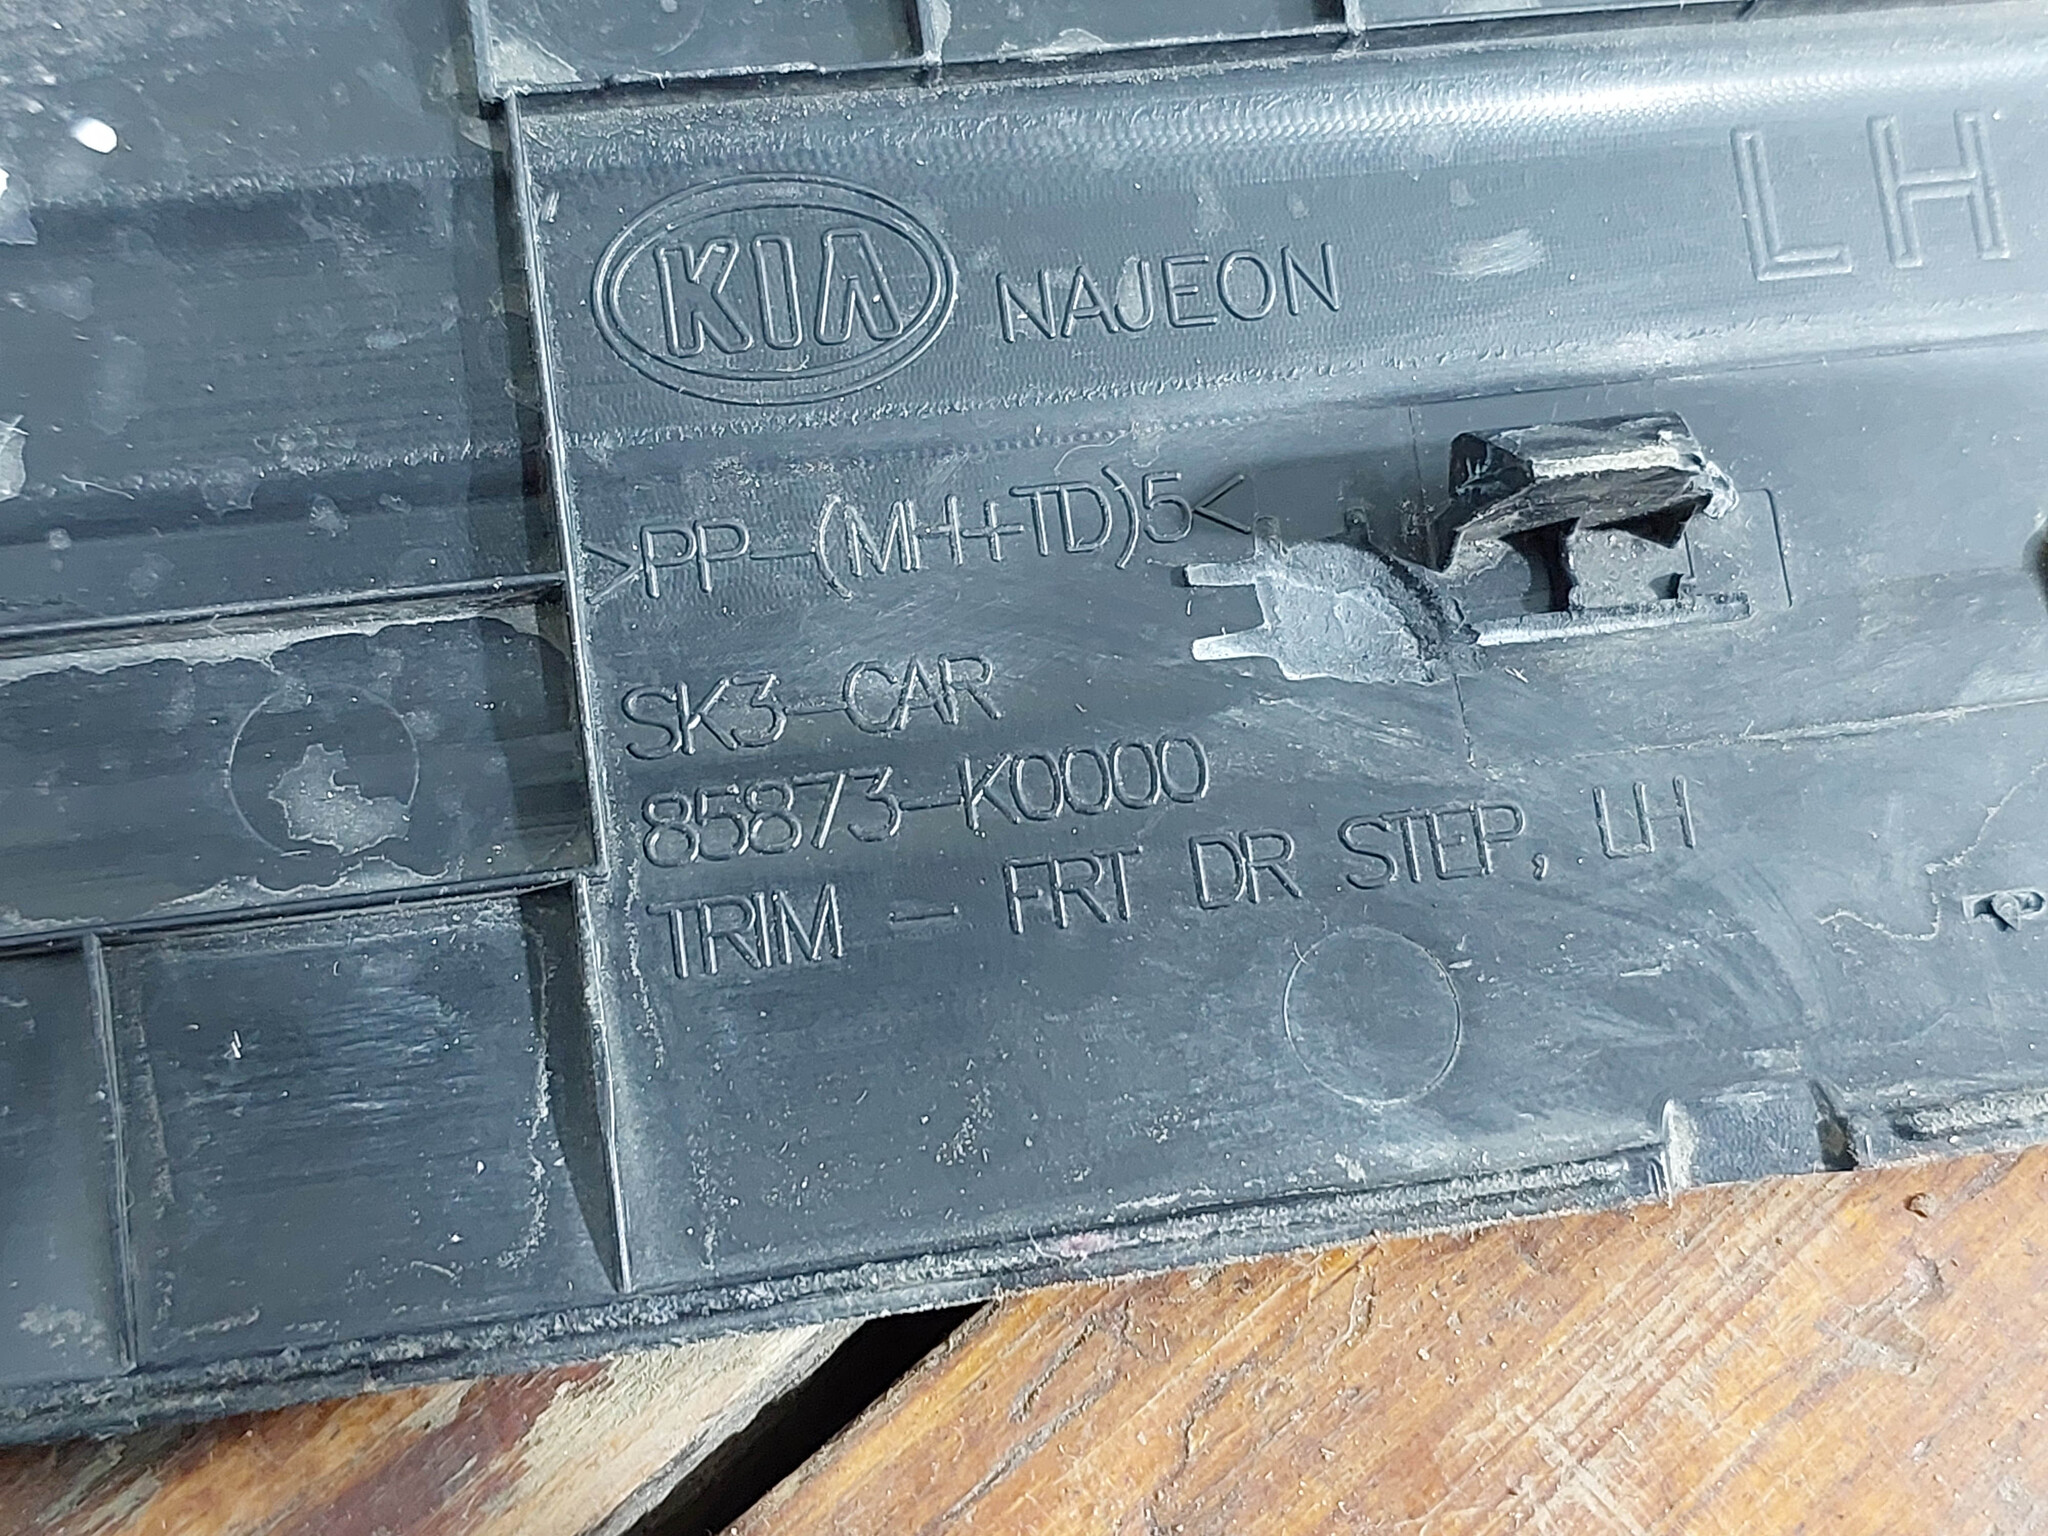 KIA NAJEON LH
>PP-(MH+TD)5<
SK3-CAR
85873-K0000
TRIM - FRT DR STEP, LH